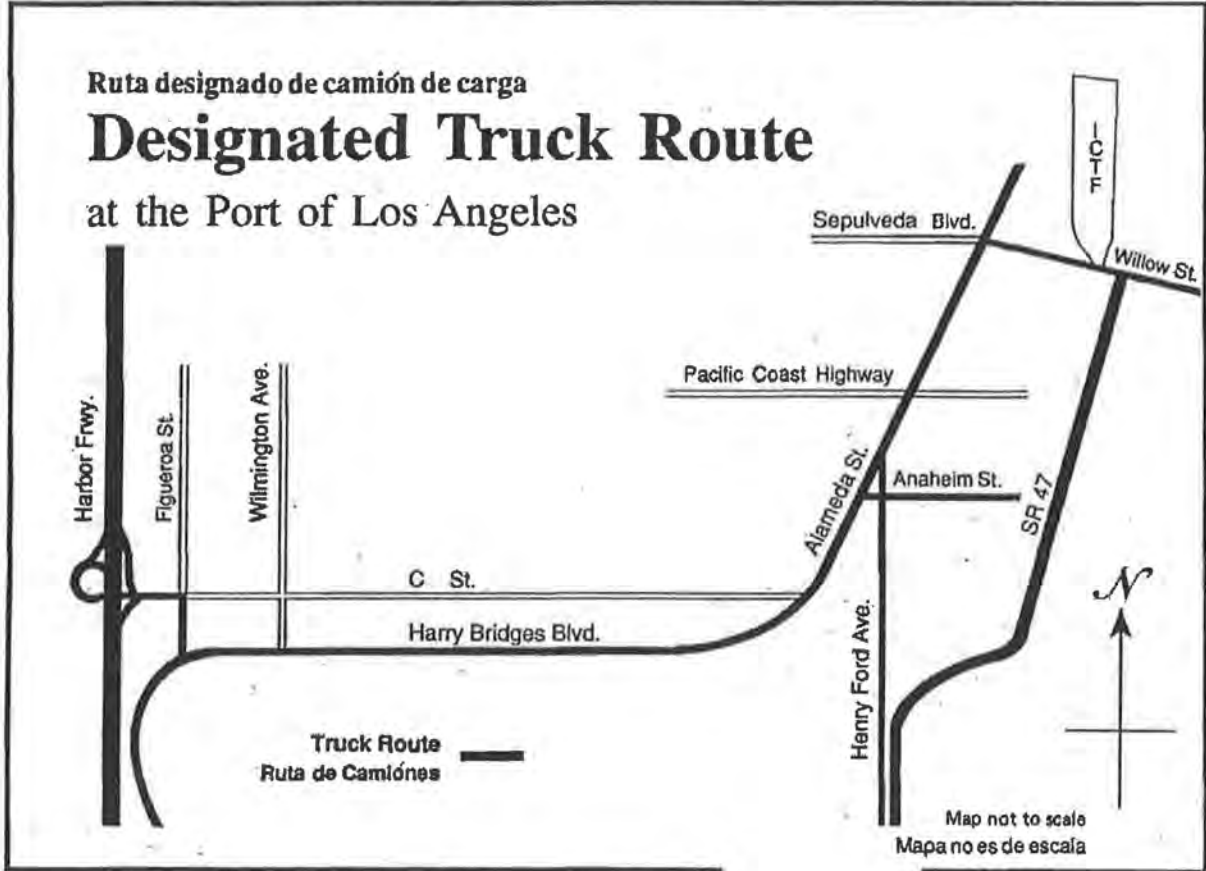 Ruta designado de camión de carga
Designated Truck Route
at the Port of Los Angeles
ICTF
Sepulveda Blvd.
Willow St.
Pacific Coast Highway
Harbor Frwy.
Figueroa St.
Wilmington Ave.
Alameda St.
Anaheim St.
SR 47
C St.
Harry Bridges Blvd.
Henry Ford Ave.
N
Truck Route
Ruta de Camiónes
Map not to scale
Mapa no es de escala